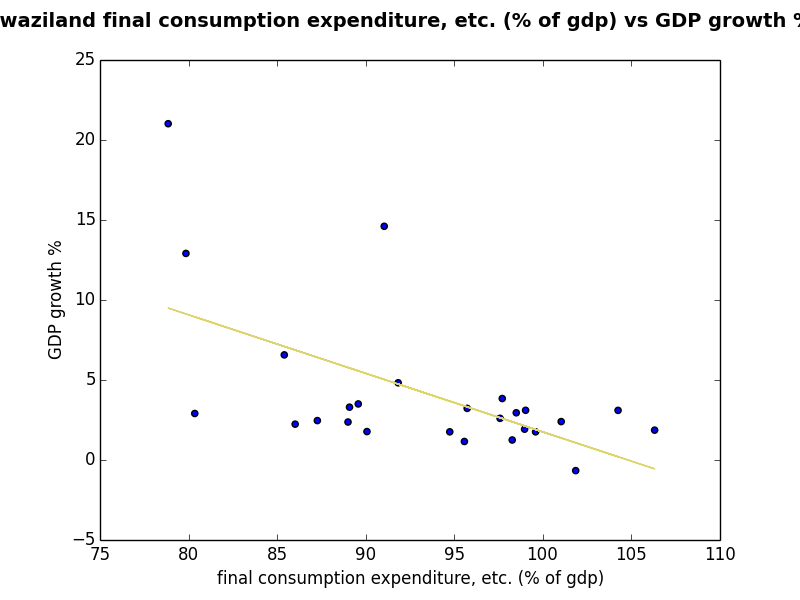 waziland final consumption expenditure, etc. (% of gdp) vs GDP growth %
25
20
15
10
5
0
−5
GDP growth %
75 80 85 90 95 100 105 110
final consumption expenditure, etc. (% of gdp)